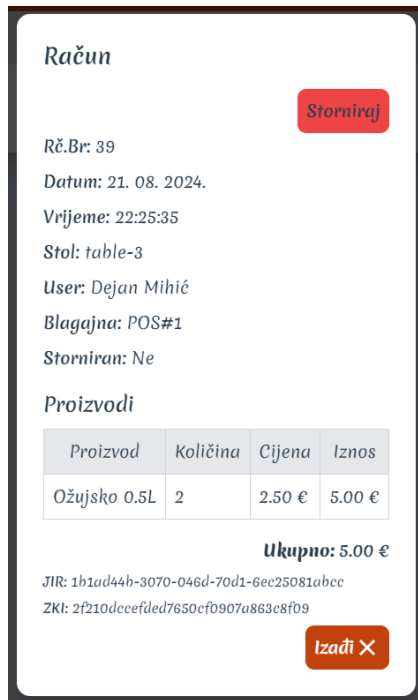 Račun
Storniraj
Rč.Br: 39
Datum: 21. 08. 2024.
Vrijeme: 22:25:35
Stol: table-3
User: Dejan Mihić
Blagajna: POS#1
Storniran: Ne
Proizvodi
Proizvod Količina Cijena Iznos
Ožujsko 0.5L 2 2.50 € 5.00 €
Ukupno: 5.00 €
JIR: 1b1ad44b-3070-046d-70d1-6ec25081abcc
ZKI: 2f210dccefded7650cf0907a863c8f09
Izađi ✕